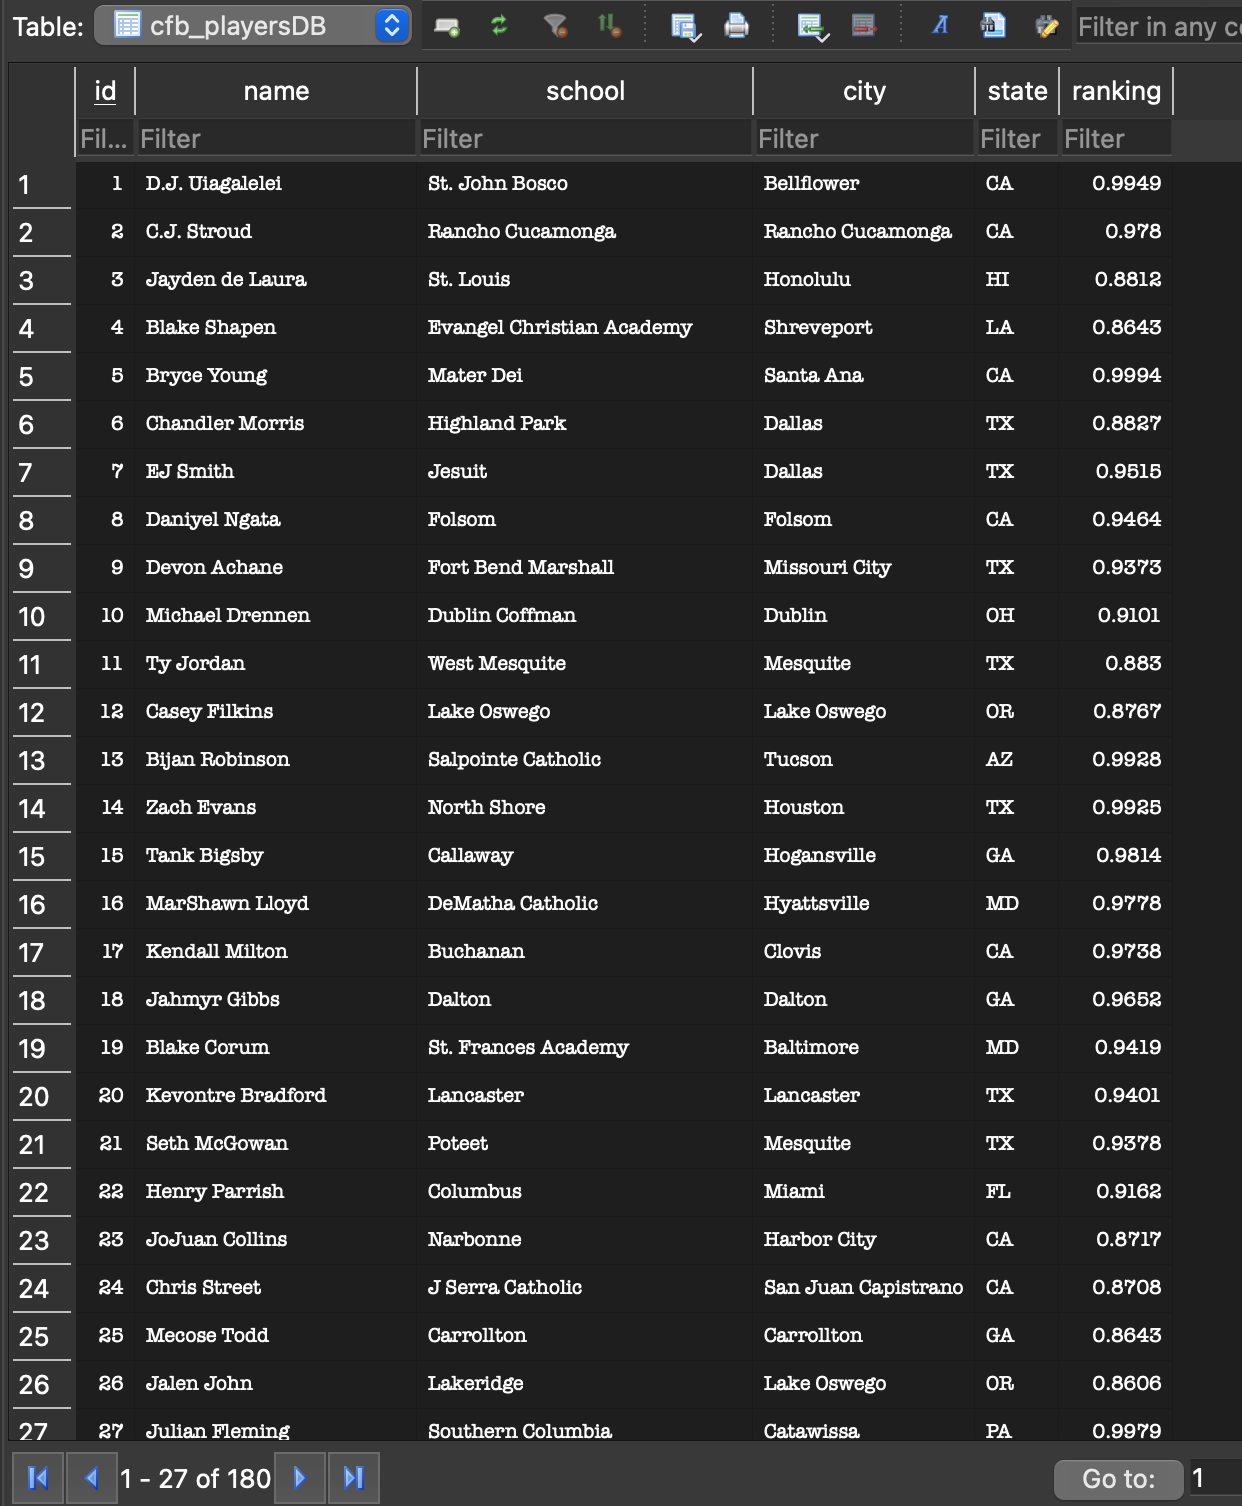 Table: cfb_playersDB Filter in any c
id name school city state ranking
Fil... Filter Filter Filter Filter Filter
1 1 D.J. Uiagalelei St. John Bosco Bellflower CA 0.9949
2 2 C.J. Stroud Rancho Cucamonga Rancho Cucamonga CA 0.978
3 3 Jayden de Laura St. Louis Honolulu HI 0.8812
4 4 Blake Shapen Evangel Christian Academy Shreveport LA 0.8643
5 5 Bryce Young Mater Dei Santa Ana CA 0.9994
6 6 Chandler Morris Highland Park Dallas TX 0.8827
7 7 EJ Smith Jesuit Dallas TX 0.9515
8 8 Daniyel Ngata Folsom Folsom CA 0.9464
9 9 Devon Achane Fort Bend Marshall Missouri City TX 0.9373
10 10 Michael Drennen Dublin Coffman Dublin OH 0.9101
11 11 Ty Jordan West Mesquite Mesquite TX 0.883
12 12 Casey Filkins Lake Oswego Lake Oswego OR 0.8767
13 13 Bijan Robinson Salpointe Catholic Tucson AZ 0.9928
14 14 Zach Evans North Shore Houston TX 0.9925
15 15 Tank Bigsby Callaway Hogansville GA 0.9814
16 16 MarShawn Lloyd DeMatha Catholic Hyattsville MD 0.9778
17 17 Kendall Milton Buchanan Clovis CA 0.9738
18 18 Jahmyr Gibbs Dalton Dalton GA 0.9652
19 19 Blake Corum St. Frances Academy Baltimore MD 0.9419
20 20 Kevontre Bradford Lancaster Lancaster TX 0.9401
21 21 Seth McGowan Poteet Mesquite TX 0.9378
22 22 Henry Parrish Columbus Miami FL 0.9162
23 23 JoJuan Collins Narbonne Harbor City CA 0.8717
24 24 Chris Street J Serra Catholic San Juan Capistrano CA 0.8708
25 25 Mecose Todd Carrollton Carrollton GA 0.8643
26 26 Jalen John Lakeridge Lake Oswego OR 0.8606
27 27 Julian Fleming Southern Columbia Catawissa PA 0.9979
1 - 27 of 180 Go to: 1